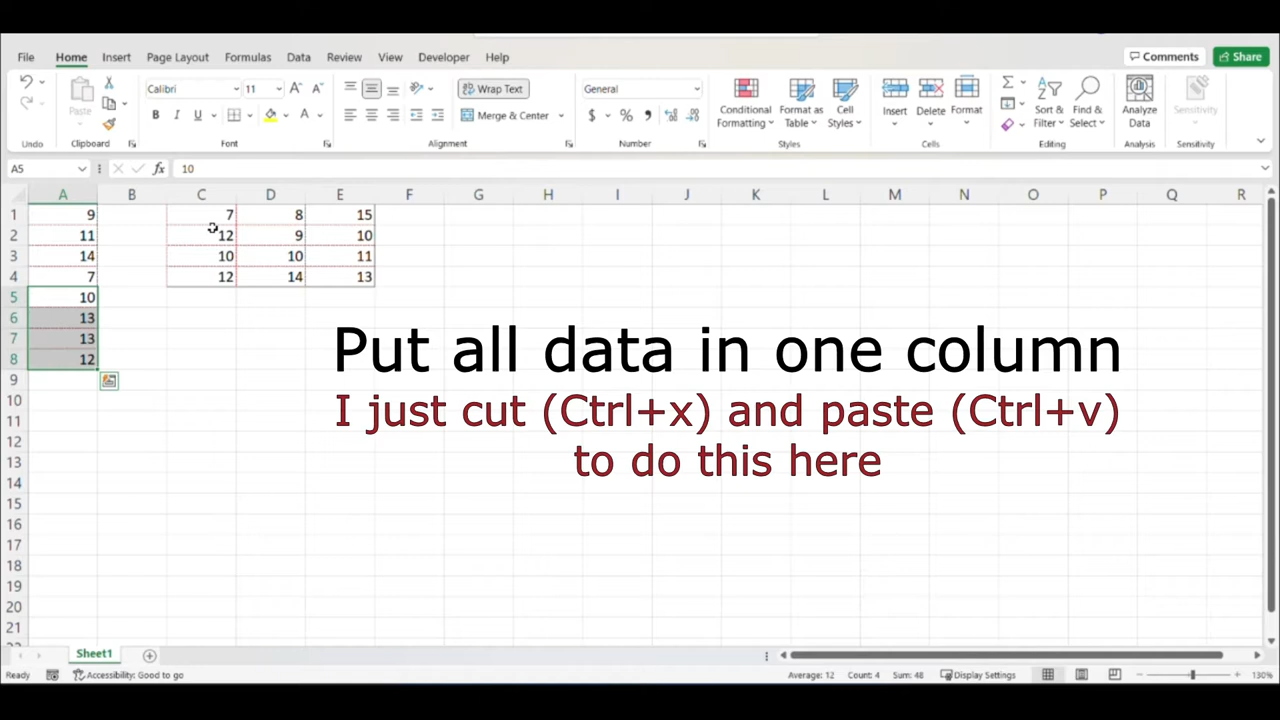 File Home Insert Page Layout Formulas Data Review View Developer Help Comments Share
Paste Calibri 11 Wrap Text General Conditional Formatting Format as Table Cell Styles Insert Delete Format Sort & Filter Find & Select Analyze Data Sensitivity
B I U A Merge & Center $ % 9
Undo Clipboard Font Alignment Number Styles Cells Editing Analysis Sensitivity
A5 fx 10
A B C D E F G H I J K L M N O P Q R
1 9 7 8 15
2 11 12 9 10
3 14 10 10 11
4 7 12 14 13
5 10
6 13
7 13
8 12
9
10
11
12
13
14
15
16
17
18
19
20
21
Put all data in one column
I just cut (Ctrl+x) and paste (Ctrl+v)
to do this here
Sheet1
Ready Accessibility: Good to go Average: 12 Count: 4 Sum: 48 Display Settings 130%